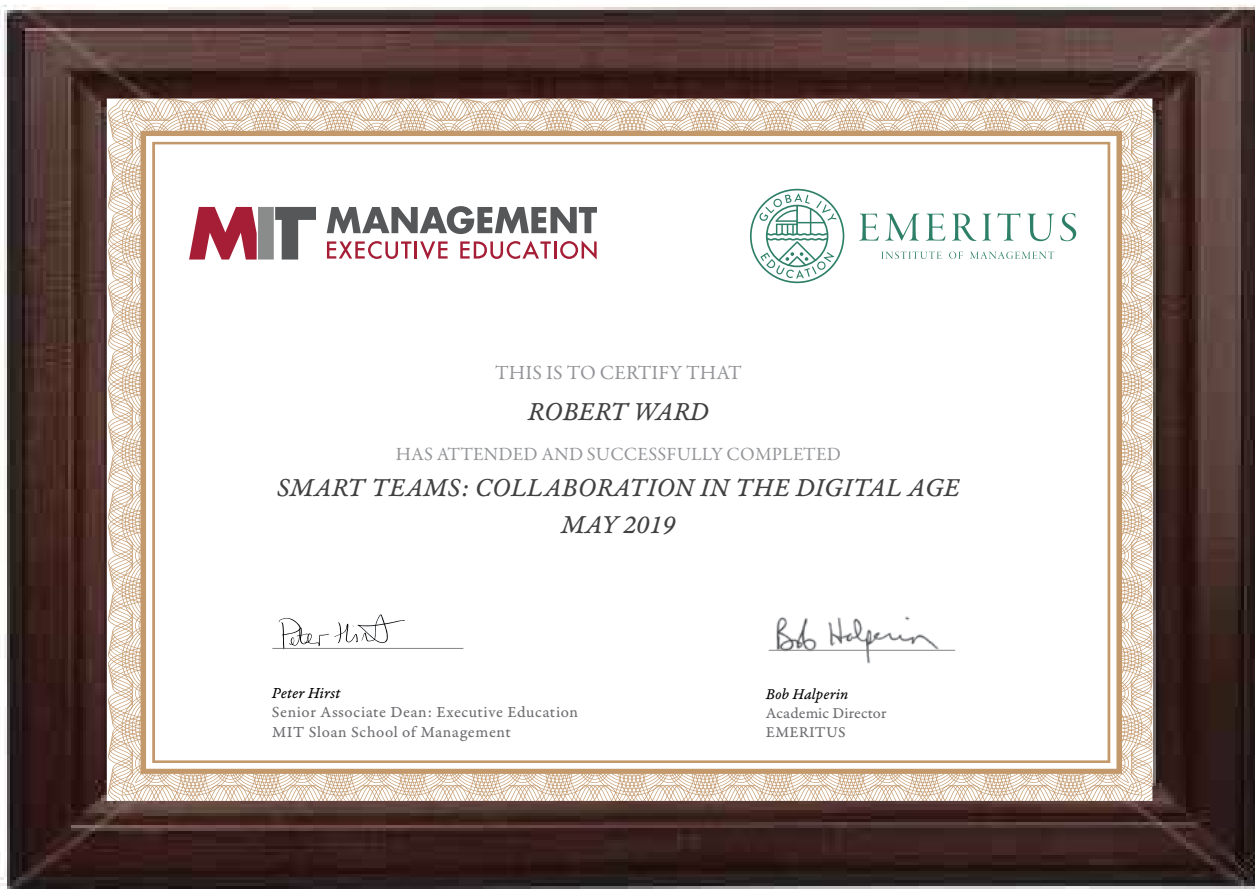 MIT MANAGEMENT
EXECUTIVE EDUCATION
GLOBAL IVY
EDUCATION
EMERITUS
INSTITUTE OF MANAGEMENT
THIS IS TO CERTIFY THAT
ROBERT WARD
HAS ATTENDED AND SUCCESSFULLY COMPLETED
SMART TEAMS: COLLABORATION IN THE DIGITAL AGE
MAY 2019
Peter Hirst
Bob Halperin
Peter Hirst
Senior Associate Dean: Executive Education
MIT Sloan School of Management
Bob Halperin
Academic Director
EMERITUS